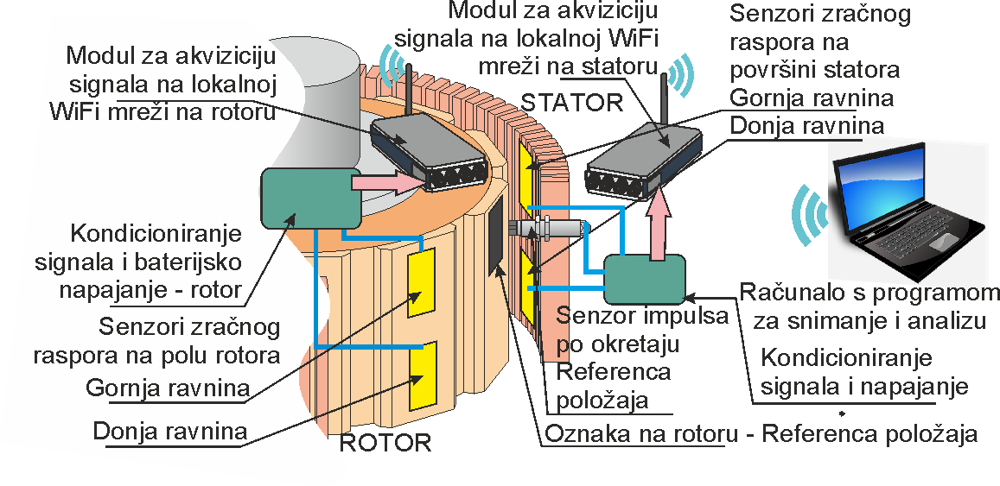 Modul za akviziciju
signala na lokalnoj
WiFi mreži na rotoru
Modul za akviziciju
signala na lokalnoj WiFi
mreži na statoru
STATOR
Senzori zračnog
raspora na
površini statora
Gornja ravnina
Donja ravnina
Kondicioniranje
signala i baterijsko
napajanje - rotor
Senzori zračnog
raspora na polu rotora
Gornja ravnina
Donja ravnina
ROTOR
Senzor impulsa
po okretaju
Referenca
položaja
Računalo s programom
za snimanje i analizu
Kondicioniranje
signala i napajanje
Oznaka na rotoru - Referenca položaja